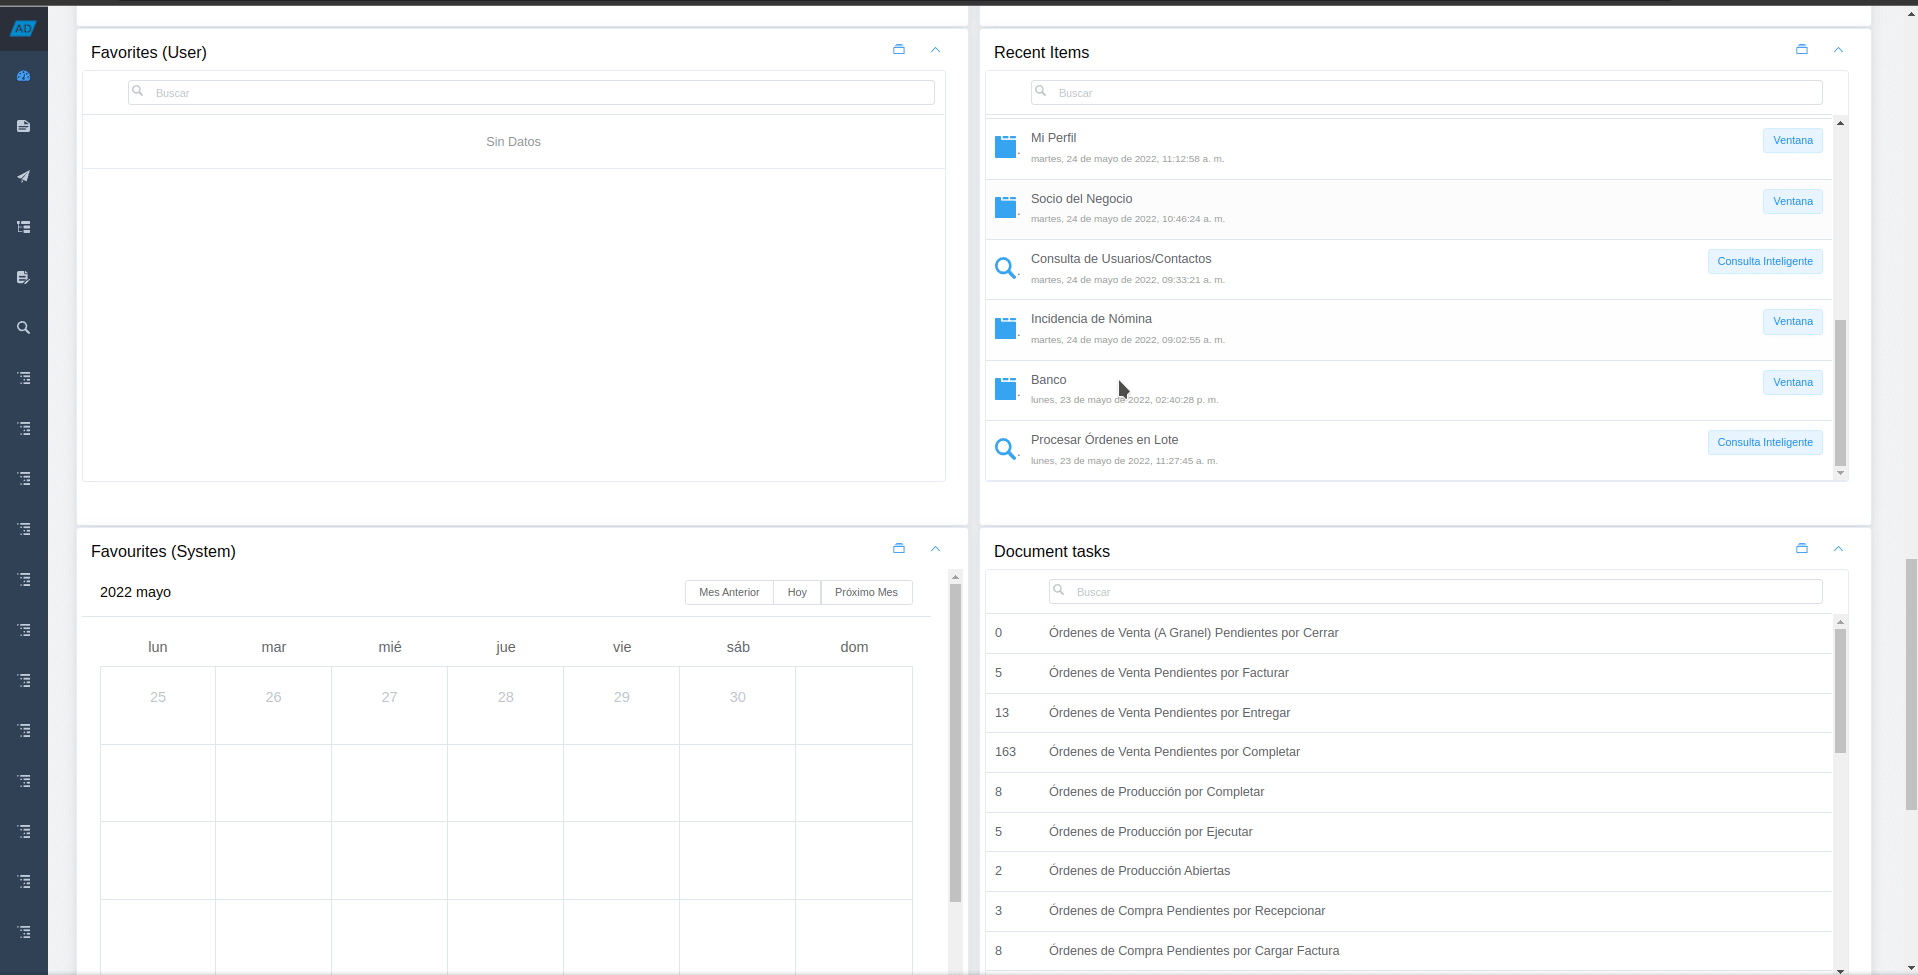 AD
Favorites (User)
Buscar
Sin Datos
Recent Items
Buscar
Mi Perfil
Ventana
martes, 24 de mayo de 2022, 11:12:58 a. m.
Socio del Negocio
Ventana
martes, 24 de mayo de 2022, 10:46:24 a. m.
Consulta de Usuarios/Contactos
Consulta Inteligente
martes, 24 de mayo de 2022, 09:33:21 a. m.
Incidencia de Nómina
Ventana
martes, 24 de mayo de 2022, 09:02:55 a. m.
Banco
Ventana
lunes, 23 de mayo de 2022, 02:40:28 p. m.
Procesar Órdenes en Lote
Consulta Inteligente
lunes, 23 de mayo de 2022, 11:27:45 a. m.
Favourites (System)
2022 mayo
Mes Anterior Hoy Próximo Mes
lun mar mié jue vie sáb dom
25 26 27 28 29 30
Document tasks
Buscar
0 Órdenes de Venta (A Granel) Pendientes por Cerrar
5 Órdenes de Venta Pendientes por Facturar
13 Órdenes de Venta Pendientes por Entregar
163 Órdenes de Venta Pendientes por Completar
8 Órdenes de Producción por Completar
5 Órdenes de Producción por Ejecutar
2 Órdenes de Producción Abiertas
3 Órdenes de Compra Pendientes por Recepcionar
8 Órdenes de Compra Pendientes por Cargar Factura